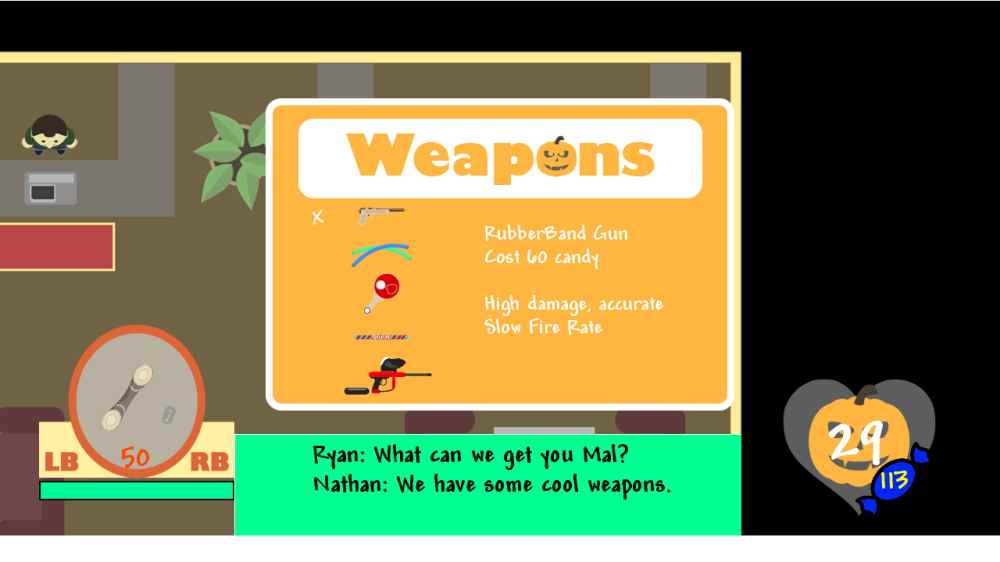 Weapons
X
RubberBand Gun
Cost 60 candy
High damage, accurate
Slow Fire Rate
LB 50 RB
29
113
Ryan: What can we get you Mal?
Nathan: We have some cool weapons.